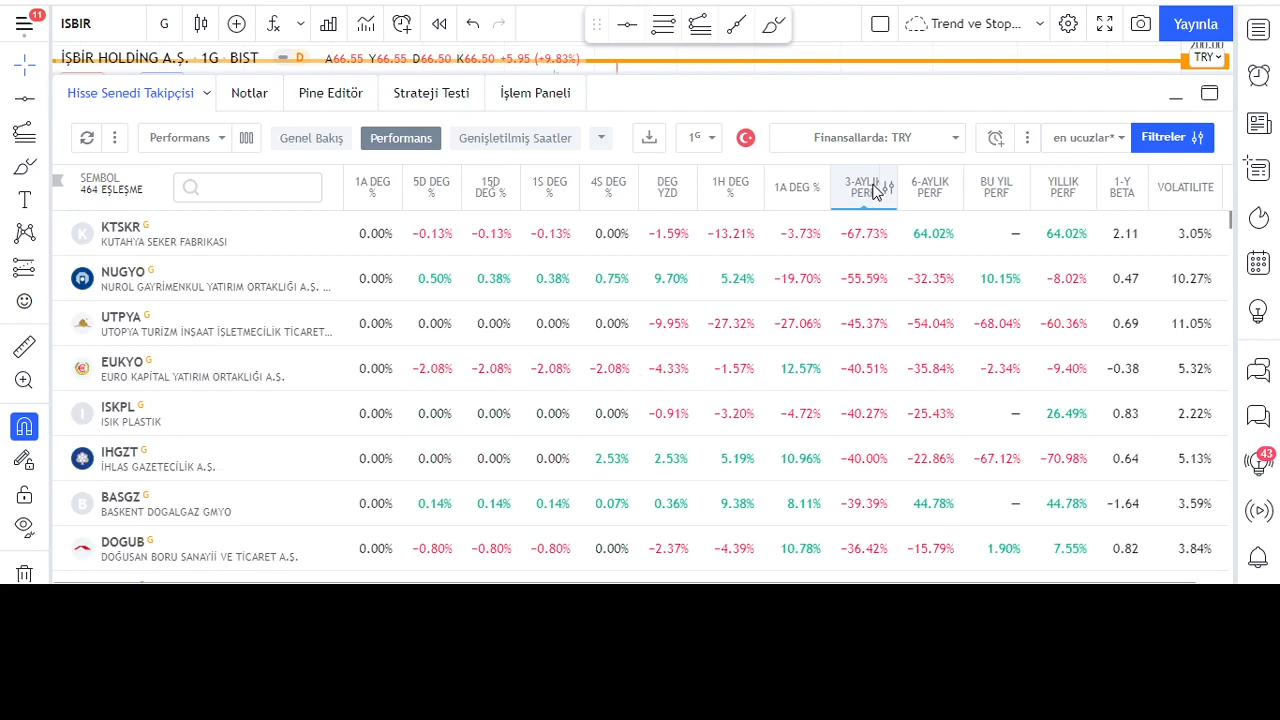 11
ISBIR G Trend ve Stop... Yayınla
İŞBİR HOLDİNG A.Ş. · 1G · BIST D A66.55 Y66.55 D66.50 K66.50 +5.95 (+9.83%)
200.00
TRY
Hisse Senedi Takipçisi Notlar Pine Editör Strateji Testi İşlem Paneli
Performans Genel Bakış Performans Genişletilmiş Saatler 1G Finansallarda: TRY en ucuzlar* Filtreler
SEMBOL
464 EŞLEŞME
1A DEG % 5D DEG % 15D DEG % 1S DEG % 4S DEG % DEG YZD 1H DEG % 1A DEG % 3-AYLIK PERF 6-AYLIK PERF BU YIL PERF YILLIK PERF 1-Y BETA VOLATILITE
KTSKR G 0.00% −0.13% −0.13% −0.13% 0.00% −1.59% −13.21% −3.73% −67.73% 64.02% — 64.02% 2.11 3.05%
KUTAHYA SEKER FABRIKASI
NUGYO G 0.00% 0.50% 0.38% 0.38% 0.75% 9.70% 5.24% −19.70% −55.59% −32.35% 10.15% −8.02% 0.47 10.27%
NUROL GAYRİMENKUL YATIRIM ORTAKLIĞI A.Ş. ...
UTPYA G 0.00% 0.00% 0.00% 0.00% 0.00% −9.95% −27.32% −27.06% −45.37% −54.04% −68.04% −60.36% 0.69 11.05%
UTOPYA TURİZM İNŞAAT İŞLETMECİLİK TİCARET...
EUKYO G 0.00% −2.08% −2.08% −2.08% −2.08% −4.33% −1.57% 12.57% −40.51% −35.84% −2.34% −9.40% −0.38 5.32%
EURO KAPİTAL YATIRIM ORTAKLIĞI A.Ş.
ISKPL G 0.00% 0.00% 0.00% 0.00% 0.00% −0.91% −3.20% −4.72% −40.27% −25.43% — 26.49% 0.83 2.22%
ISIK PLASTIK
IHGZT G 0.00% 0.00% 0.00% 0.00% 2.53% 2.53% 5.19% 10.96% −40.00% −22.86% −67.12% −70.98% 0.64 5.13%
İHLAS GAZETECİLİK A.Ş.
BASGZ G 0.00% 0.14% 0.14% 0.14% 0.07% 0.36% 9.38% 8.11% −39.39% 44.78% — 44.78% −1.64 3.59%
BASKENT DOGALGAZ GMYO
DOGUB G 0.00% −0.80% −0.80% −0.80% 0.00% −2.37% −4.39% 10.78% −36.42% −15.79% 1.90% 7.55% 0.82 3.84%
DOĞUSAN BORU SANAYİİ VE TİCARET A.Ş.
43